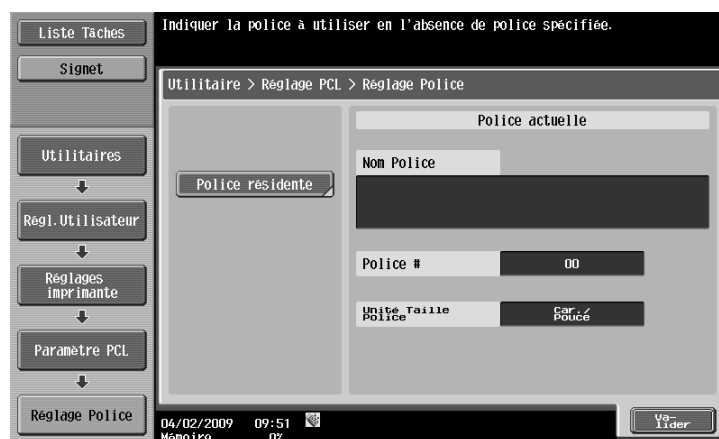 Indiquer la police à utiliser en l'absence de police spécifiée.
Liste Tâches
Signet
Utilitaire > Réglage PCL > Réglage Police
Police actuelle
Utilitaires
Nom Police
Police résidente
Régl.Utilisateur
Police #
00
Réglages
imprimante
Unité Taille
Police
Car./
Pouce
Paramètre PCL
Réglage Police
04/02/2009 09:51
Mémoire 0%
Va-
lider